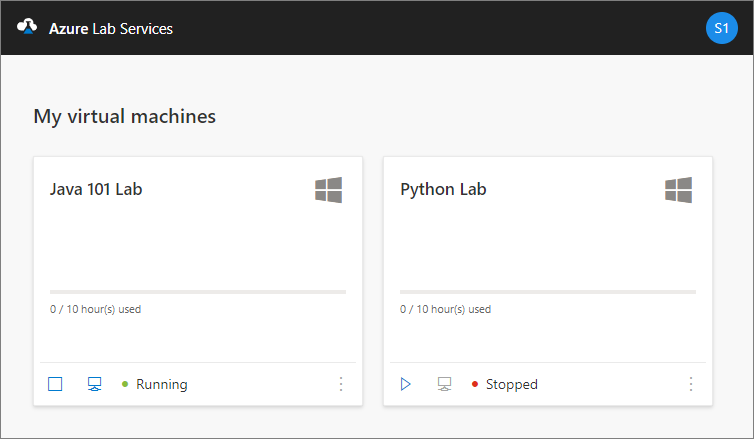 Azure Lab Services
S1
My virtual machines
Java 101 Lab
0 / 10 hour(s) used
Running
Python Lab
0 / 10 hour(s) used
Stopped